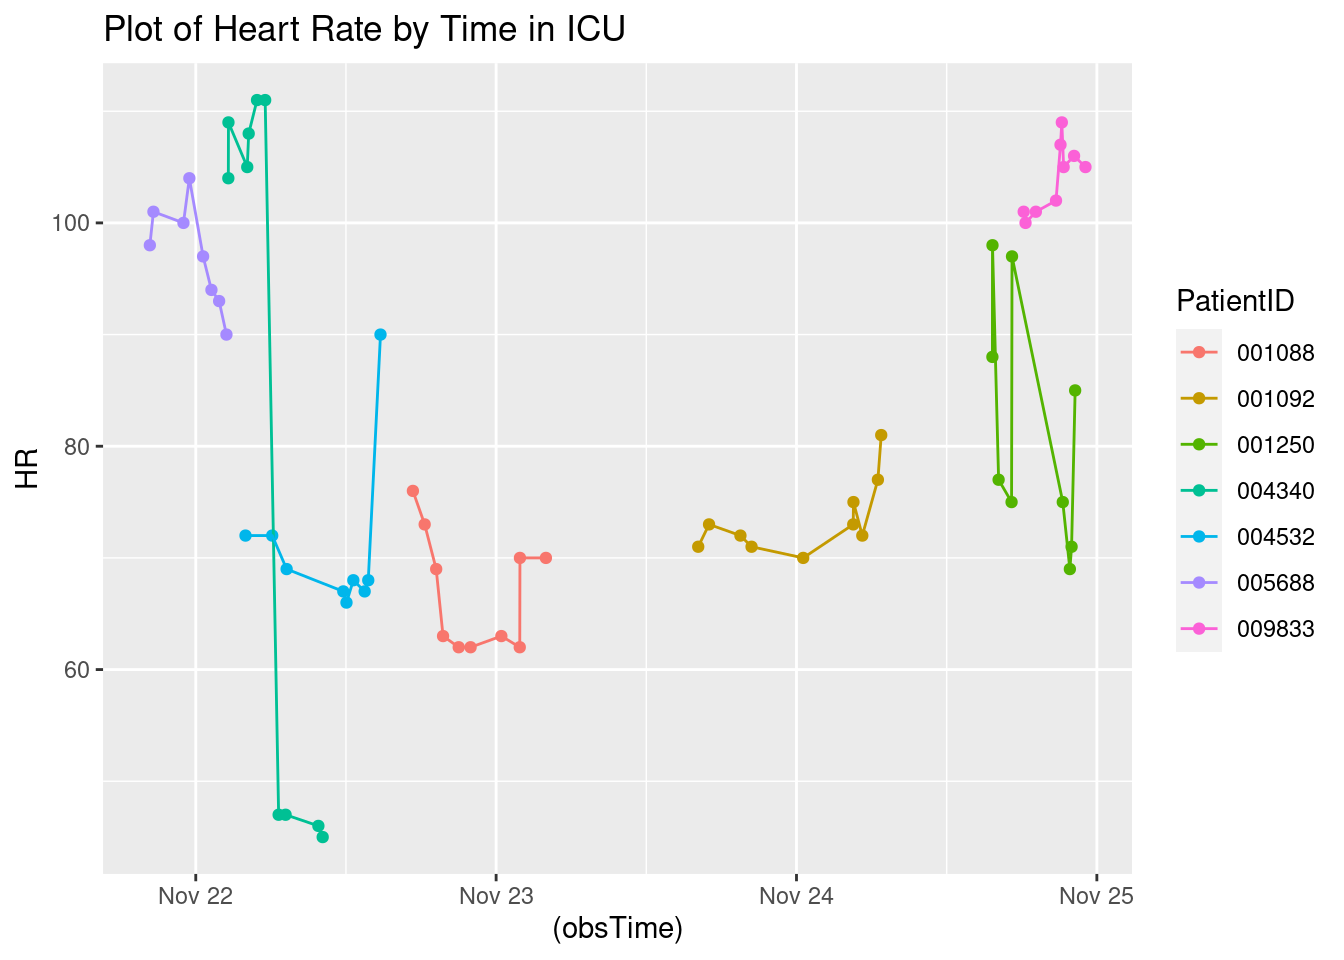 Plot of Heart Rate by Time in ICU
100
80
60
HR
Nov 22
Nov 23
Nov 24
Nov 25
(obsTime)
PatientID
001088
001092
001250
004340
004532
005688
009833